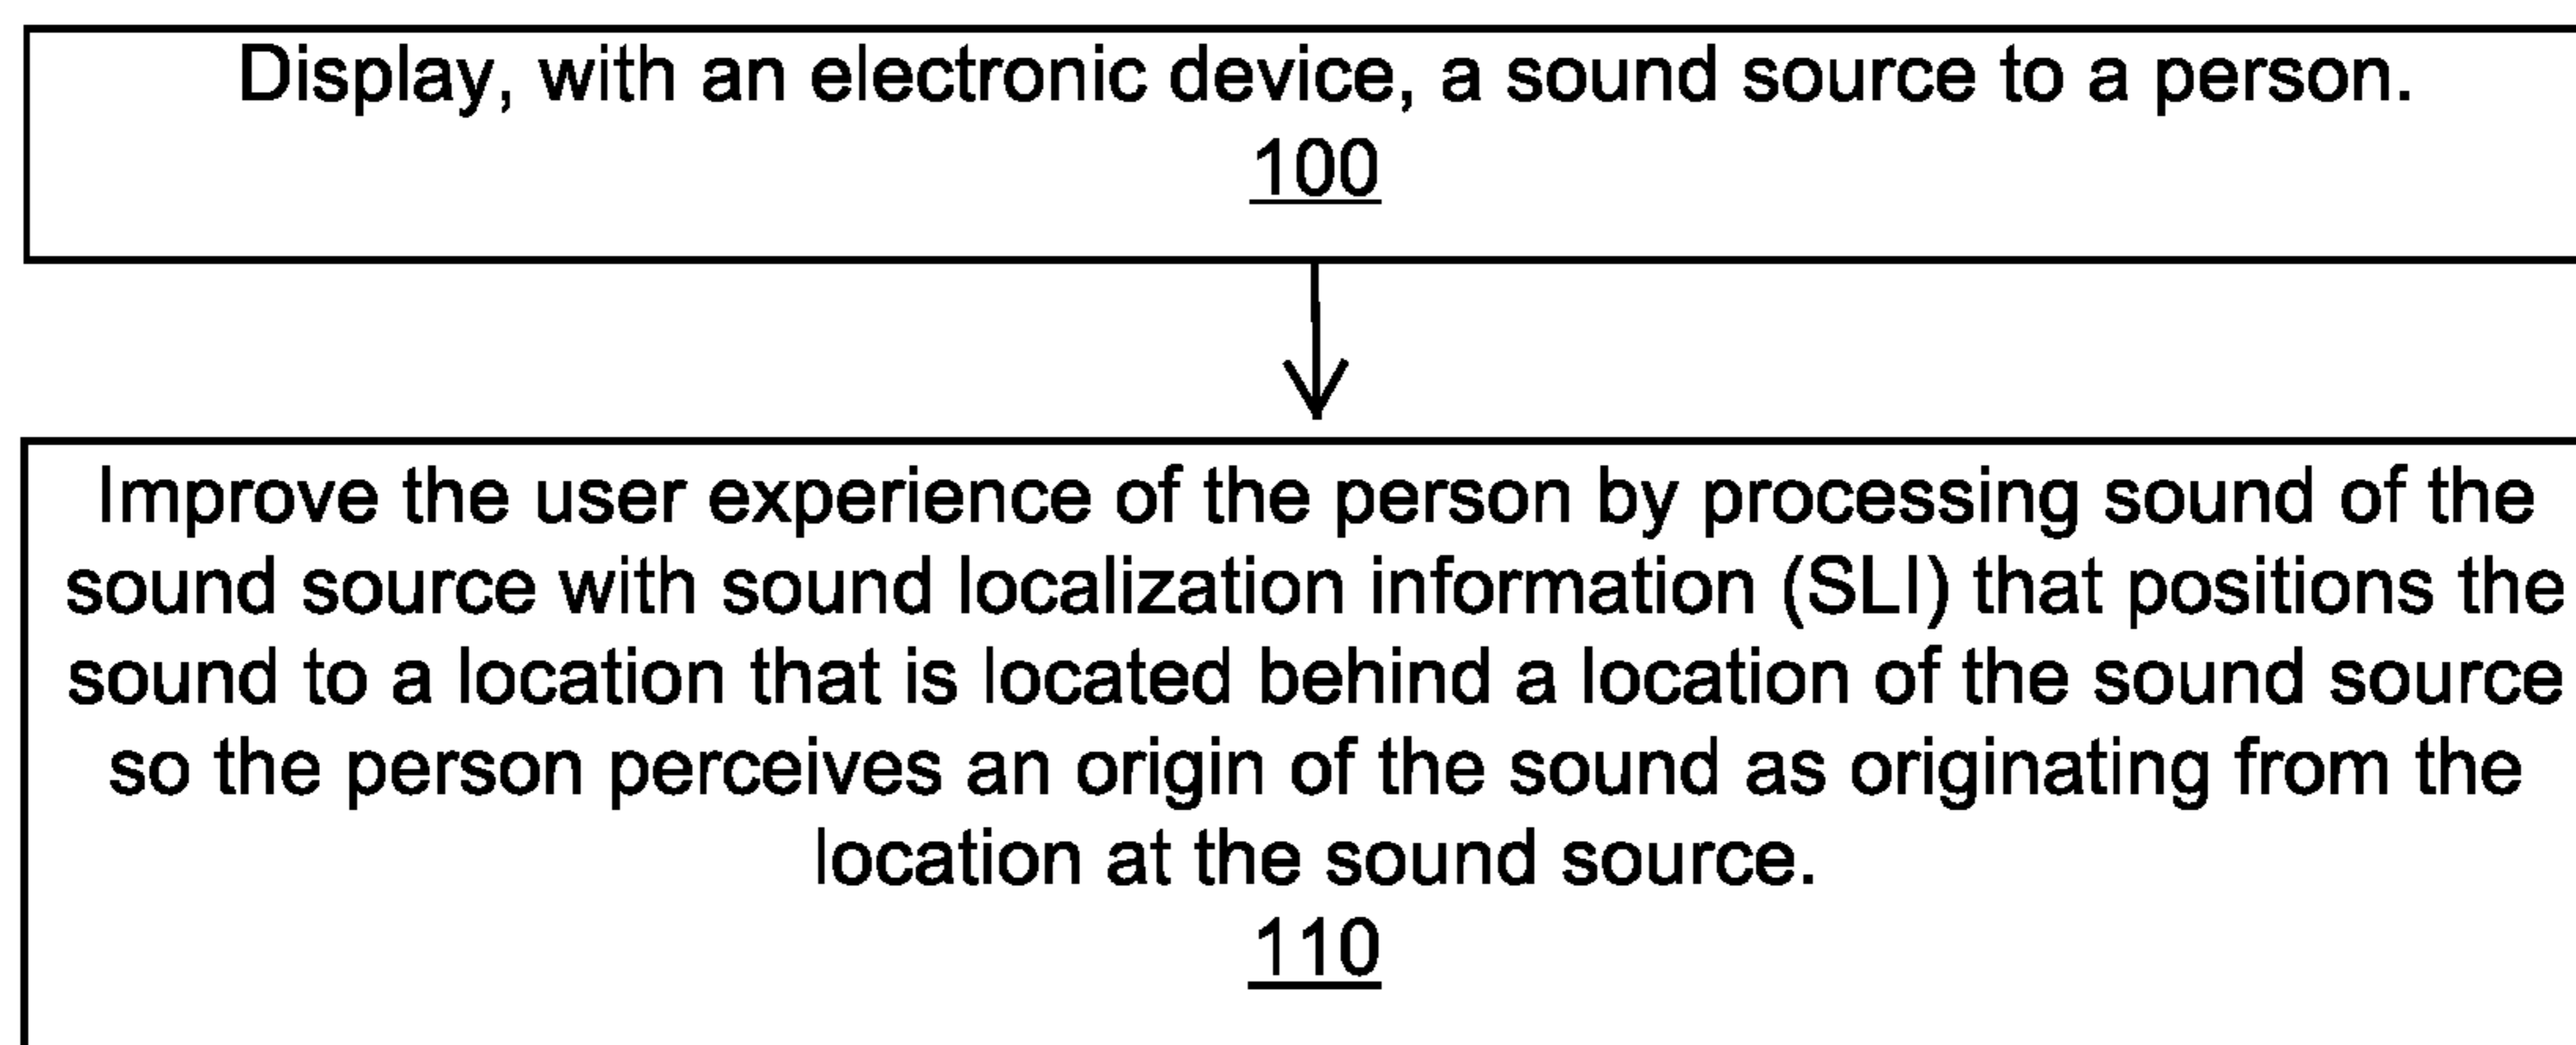 Display, with an electronic device, a sound source to a person.
100
Improve the user experience of the person by processing sound of the
sound source with sound localization information (SLI) that positions the
sound to a location that is located behind a location of the sound source
so the person perceives an origin of the sound as originating from the
location at the sound source.
110